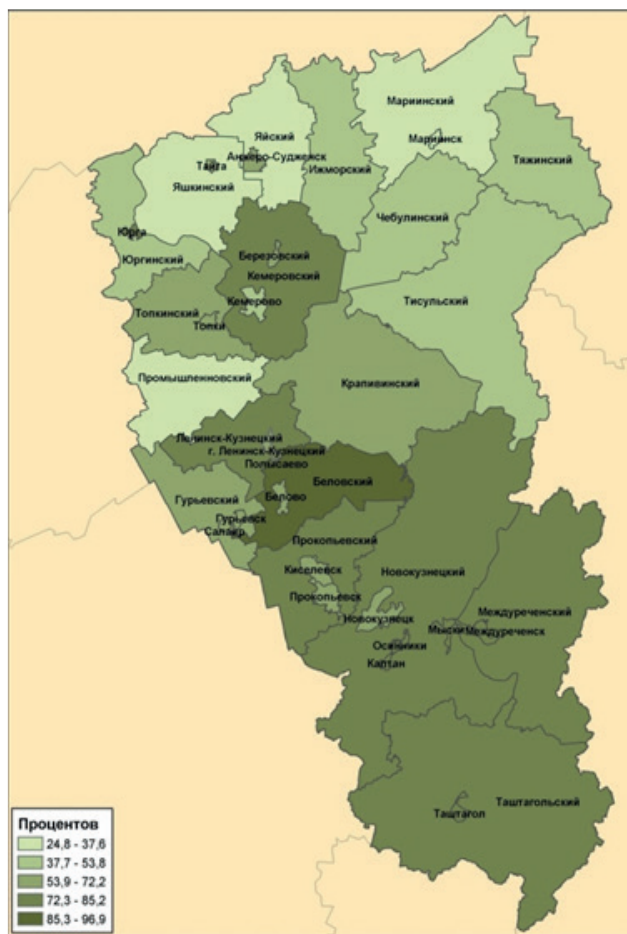 Мариинский
Мариинск
Яйский
Анжеро-Судженск
Тайга
Яшкинский
Ижморский
Тяжинский
Чебулинский
Юрга
Юргинский
Березовский
Кемеровский
Кемерово
Тисульский
Топкинский
Топки
Промышленновский
Крапивинский
Ленинск-Кузнецкий
г. Ленинск-Кузнецкий
Полысаево
Беловский
Белово
Гурьевский
Гурьевск
Салаир
Прокопьевский
Киселевск
Прокопьевск
Новокузнецкий
Новокузнецк
Междуреченский
Мыски
Междуреченск
Осинники
Калтан
Таштагольский
Таштагол
Процентов
24,8 - 37,6
37,7 - 53,8
53,9 - 72,2
72,3 - 85,2
85,3 - 96,9